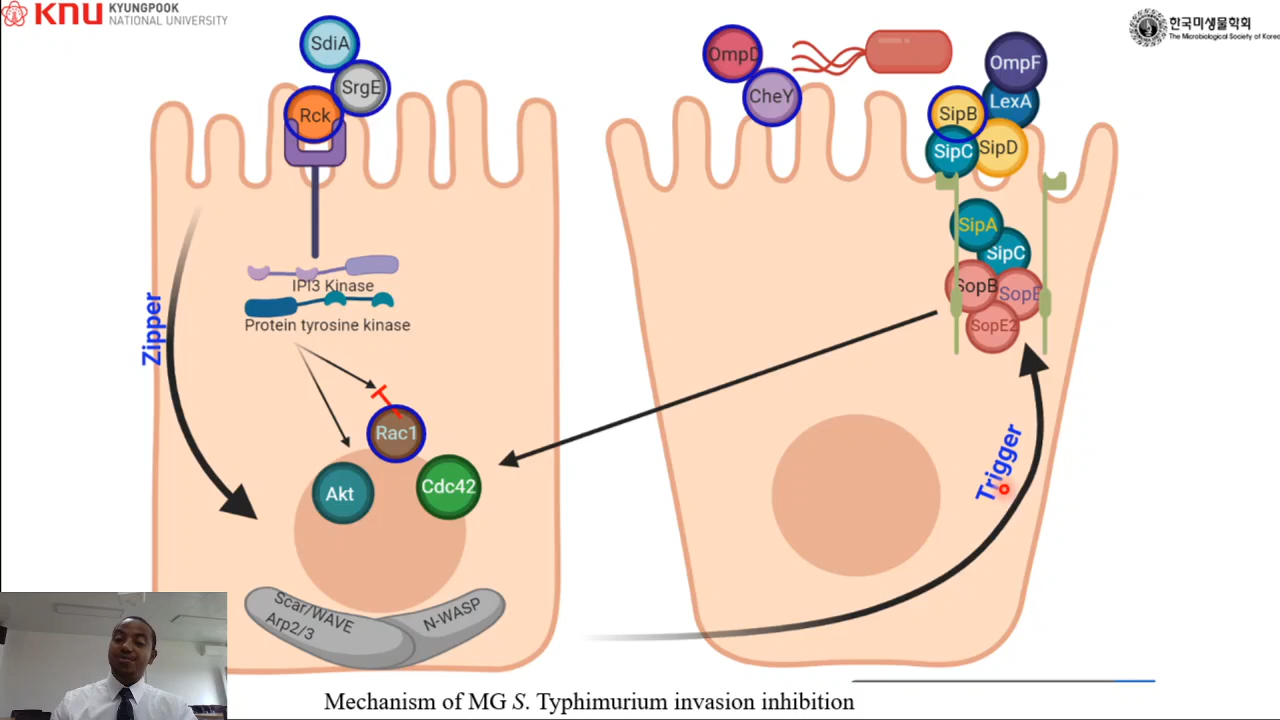 KNU KYUNGPOOK
NATIONAL UNIVERSITY
한국미생물학회
The Microbiological Society of Korea
SdiA
SrgE
Rck
OmpD
CheY
OmpF
LexA
SipB
SipC
SipD
SipA
SipC
SopB
SopE
SopE2
IPI3 Kinase
Protein tyrosine kinase
Zipper
Rac1
Akt
Cdc42
Trigger
Scar/WAVE
Arp2/3
N-WASP
Mechanism of MG S. Typhimurium invasion inhibition